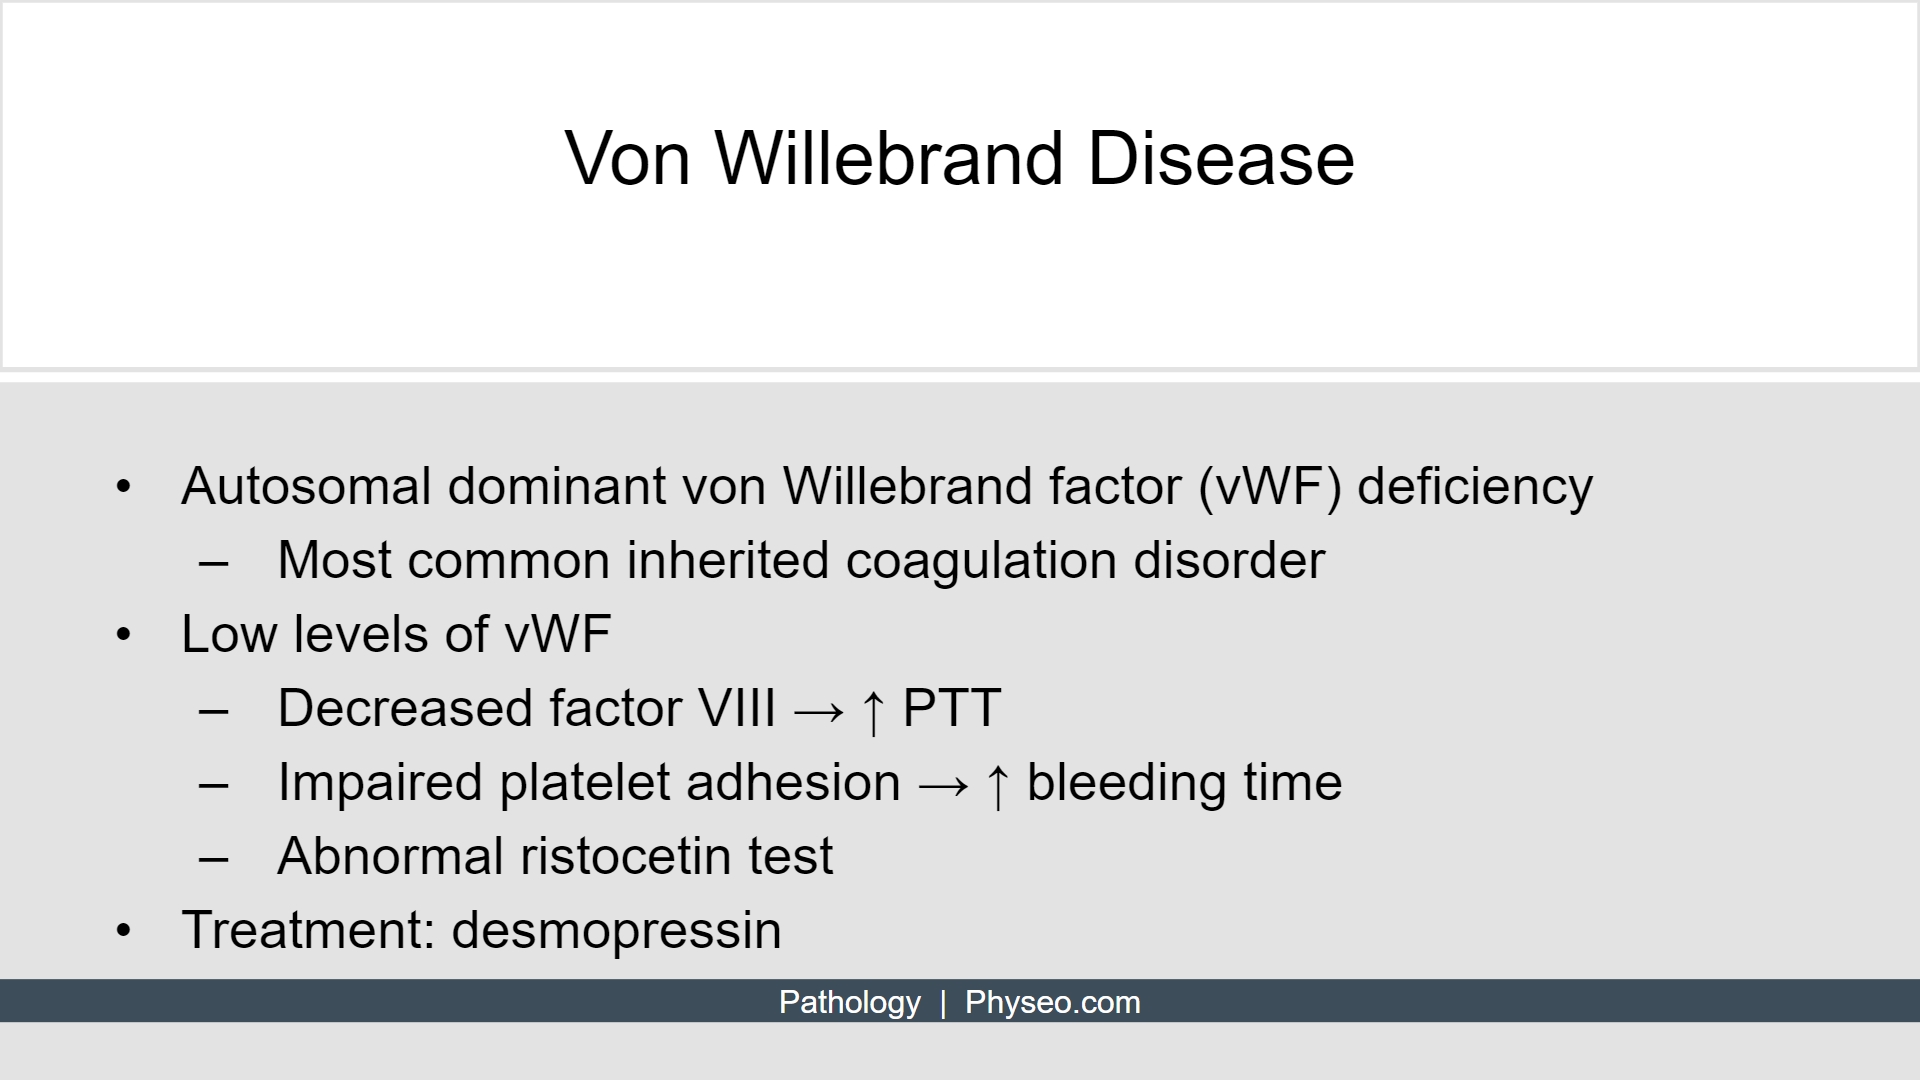 Von Willebrand Disease
• Autosomal dominant von Willebrand factor (vWF) deficiency
– Most common inherited coagulation disorder
• Low levels of vWF
– Decreased factor VIII → ↑ PTT
– Impaired platelet adhesion → ↑ bleeding time
– Abnormal ristocetin test
• Treatment: desmopressin
Pathology | Physeo.com